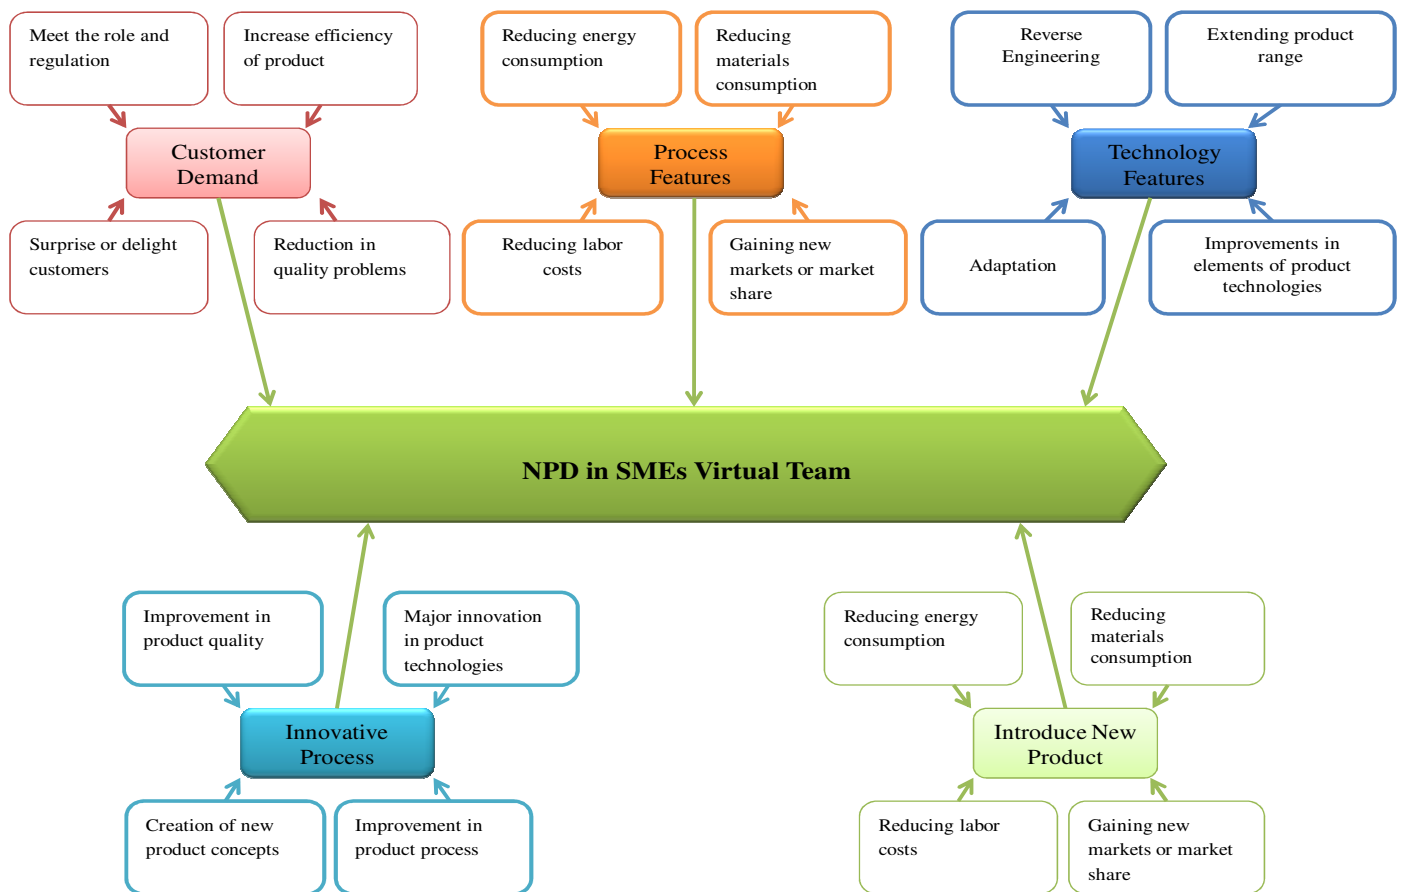 Meet the role and
regulation
Increase efficiency
of product
Reducing energy
consumption
Reducing
materials
consumption
Reverse
Engineering
Extending product
range
Customer
Demand
Process
Features
Technology
Features
Surprise or delight
customers
Reduction in
quality problems
Reducing labor
costs
Gaining new
markets or market
share
Adaptation
Improvements in
elements of product
technologies
NPD in SMEs Virtual Team
Improvement in
product quality
Major innovation
in product
technologies
Reducing energy
consumption
Reducing
materials
consumption
Innovative
Process
Introduce New
Product
Creation of new
product concepts
Improvement in
product process
Reducing labor
costs
Gaining new
markets or market
share